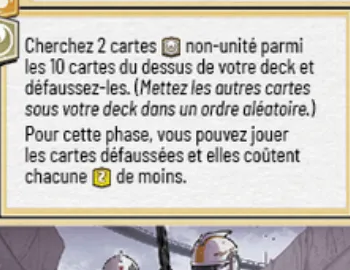 Cherchez 2 cartes non-unité parmi
les 10 cartes du dessus de votre deck et
défaussez-les. (Mettez les autres cartes
sous votre deck dans un ordre aléatoire.)
Pour cette phase, vous pouvez jouer
les cartes défaussées et elles coûtent
chacune 2 de moins.